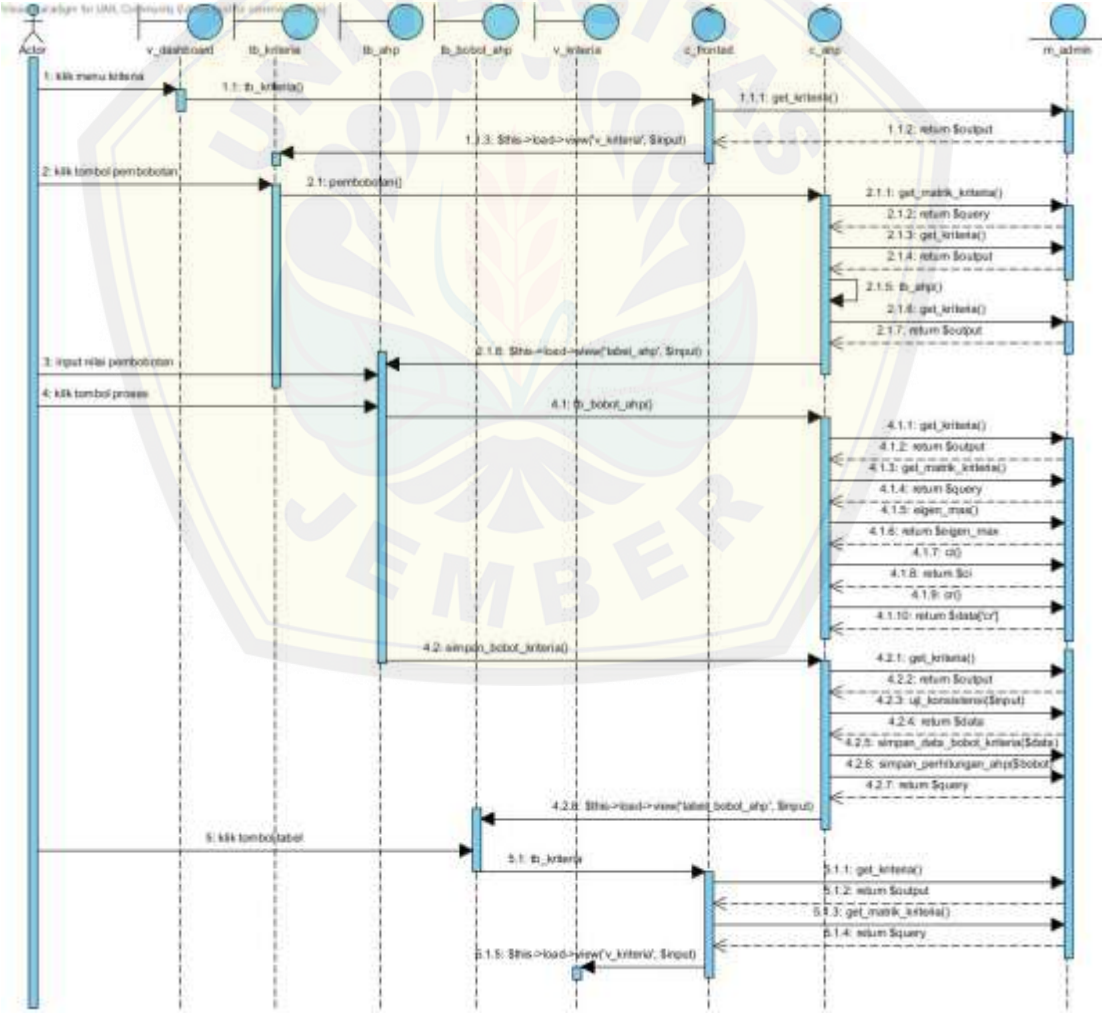 for UML Community
Actor
v_dashboard
tb_kriteria
tb_ahp
tb_bobot_ahp
v_kriteria
c_frontad
c_ahp
m_admin
1: klik menu kriteria
1.1: tb_kriteria()
1.1.1: get_kriteria()
1.1.2: return $output
1.1.3: $this->load->view('v_kriteria', $input)
2: klik tombol pembobotan
2.1: pembobotan()
2.1.1: get_matrik_kriteria()
2.1.2: return $query
2.1.3: get_kriteria()
2.1.4: return $output
2.1.5: tb_ahp()
2.1.6: get_kriteria()
2.1.7: return $output
2.1.8: $this->load->view('tabel_ahp', $input)
3: input nilai pembobotan
4: klik tombol proses
4.1: tb_bobot_ahp()
4.1.1: get_kriteria()
4.1.2: return $output
4.1.3: get_matrik_kriteria()
4.1.4: return $query
4.1.5: eigen_max()
4.1.6: return $eigen_max
4.1.7: ci()
4.1.8: return $ci
4.1.9: cr()
4.1.10: return $data['cr']
4.2: simpan_bobot_kriteria()
4.2.1: get_kriteria()
4.2.2: return $output
4.2.3: uji_konsistensi($input)
4.2.4: return $data
4.2.5: simpan_data_bobot_kriteria($data)
4.2.6: simpan_perhitungan_ahp($bobot)
4.2.7: return $query
4.2.8: $this->load->view('tabel_bobot_ahp', $input)
5: klik tombol tabel
5.1: tb_kriteria
5.1.1: get_kriteria()
5.1.2: return $output
5.1.3: get_matrik_kriteria()
5.1.4: return $query
5.1.5: $this->load->view('v_kriteria', $input)
UNIVERSITAS
JEMBER